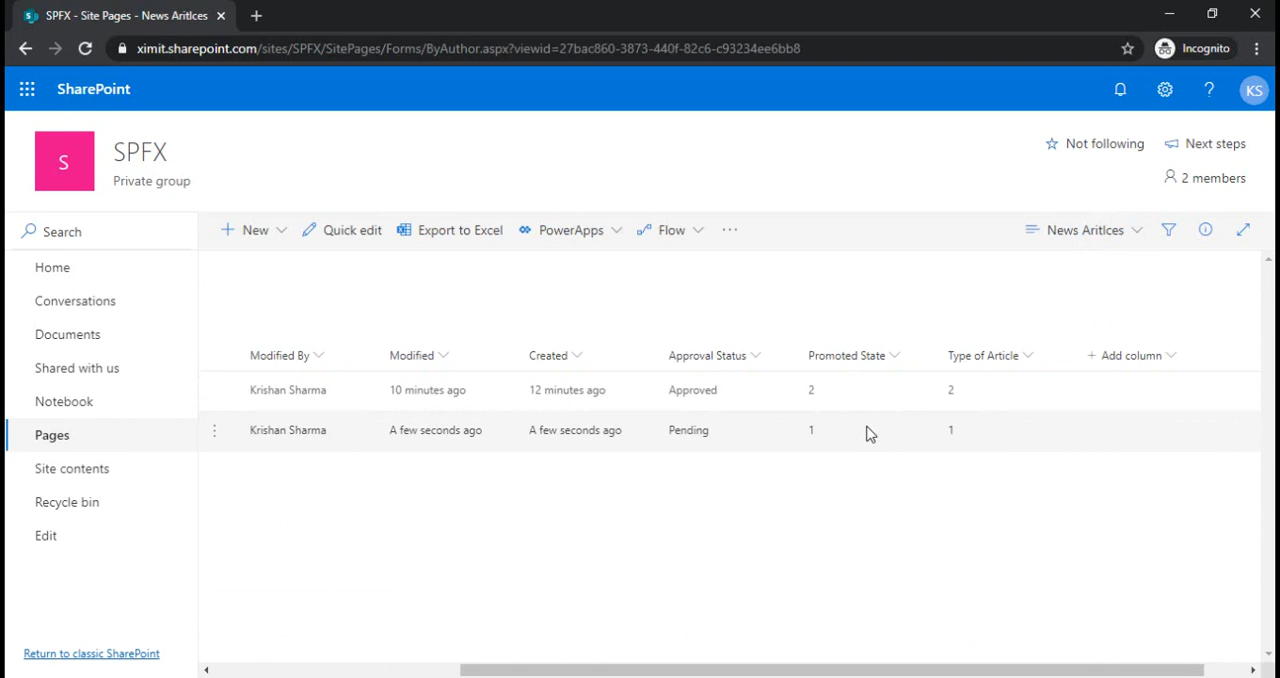 SPFX - Site Pages - News Aritlces
ximit.sharepoint.com/sites/SPFX/SitePages/Forms/ByAuthor.aspx?viewid=27bac860-3873-440f-82c6-c93234ee6bb8
Incognito
SharePoint
? KS
S
SPFX
Private group
Not following
Next steps
2 members
Search
New
Quick edit
Export to Excel
PowerApps
Flow
···
News Aritlces
Home
Conversations
Documents
Shared with us
Notebook
Pages
Site contents
Recycle bin
Edit
Return to classic SharePoint
Modified By Modified Created Approval Status Promoted State Type of Article + Add column
Krishan Sharma 10 minutes ago 12 minutes ago Approved 2 2
Krishan Sharma A few seconds ago A few seconds ago Pending 1 1